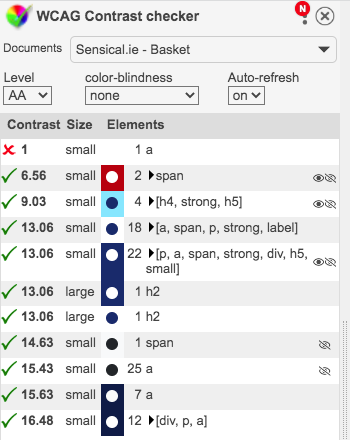 WCAG Contrast checker
N
Documents Sensical.ie - Basket
Level color-blindness Auto-refresh
AA none on
Contrast Size Elements
1 small 1 a
6.56 small 2 span
9.03 small 4 [h4, strong, h5]
13.06 small 18 [a, span, p, strong, label]
13.06 small 22 [p, a, span, strong, div, h5,
small]
13.06 large 1 h2
13.06 large 1 h2
14.63 small 1 span
15.43 small 25 a
15.63 small 7 a
16.48 small 12 [div, p, a]